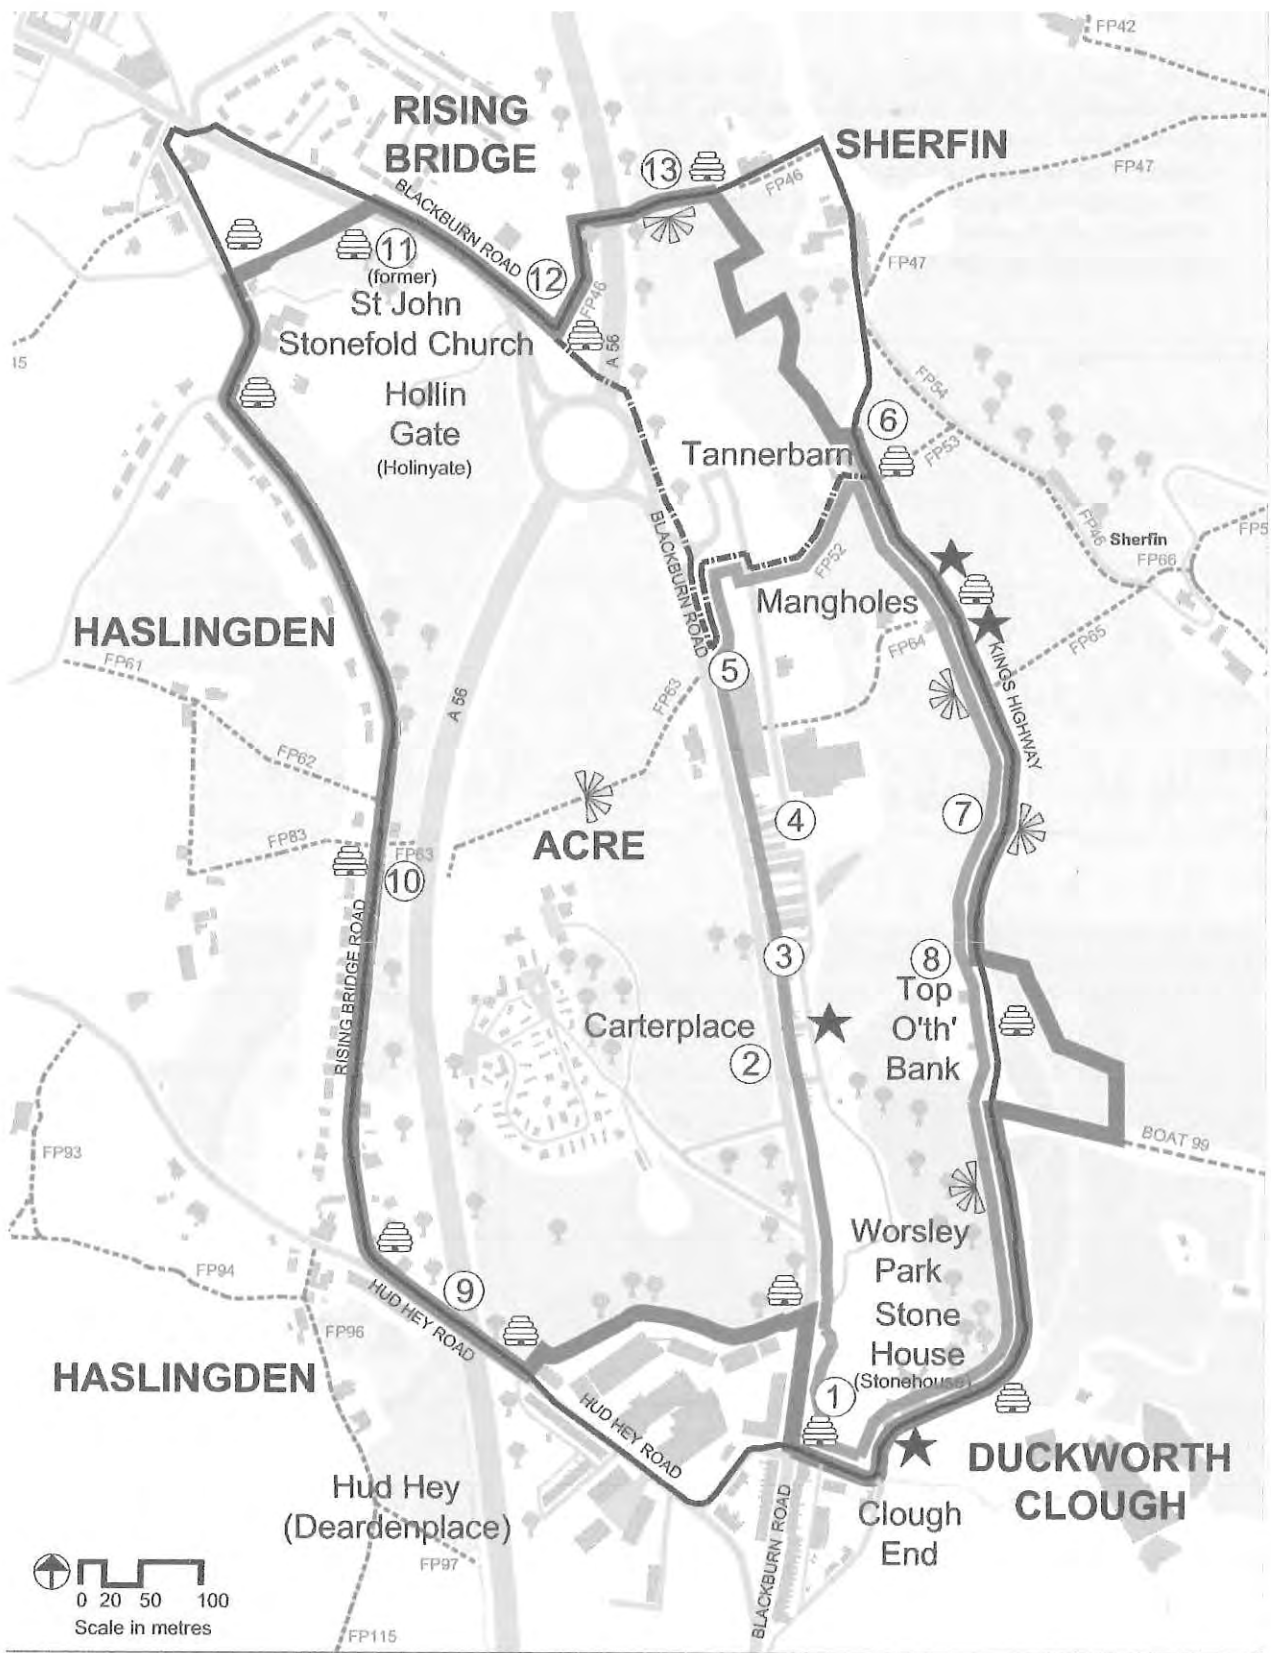 FP42
RISING
BRIDGE
SHERFIN
13
FP46
FP47
BLACKBURN ROAD
11
(former)
12
FP46
FP47
St John
Stonefold Church
A 56
15
Hollin
Gate
(Holinyate)
FP54
6
Tannerbarn
FP53
BLACKBURN ROAD
FP46
Sherfin
FP5
FP52
FP66
Mangholes
HASLINGDEN
FP61
FP64
FP65
KINGS HIGHWAY
5
FP63
A 56
FP62
4
7
FP83
ACRE
FP63
10
RISING BRIDGE ROAD
3
8
Top
O'th'
Bank
Carterplace
2
FP93
BOAT 99
Worsley
Park
FP94
9
HUD HEY ROAD
Stone
House
(Stonehouse)
FP96
HASLINGDEN
1
HUD HEY ROAD
DUCKWORTH
CLOUGH
Hud Hey
(Deardenplace)
BLACKBURN ROAD
Clough
End
FP97
0 20 50 100
Scale in metres
FP115